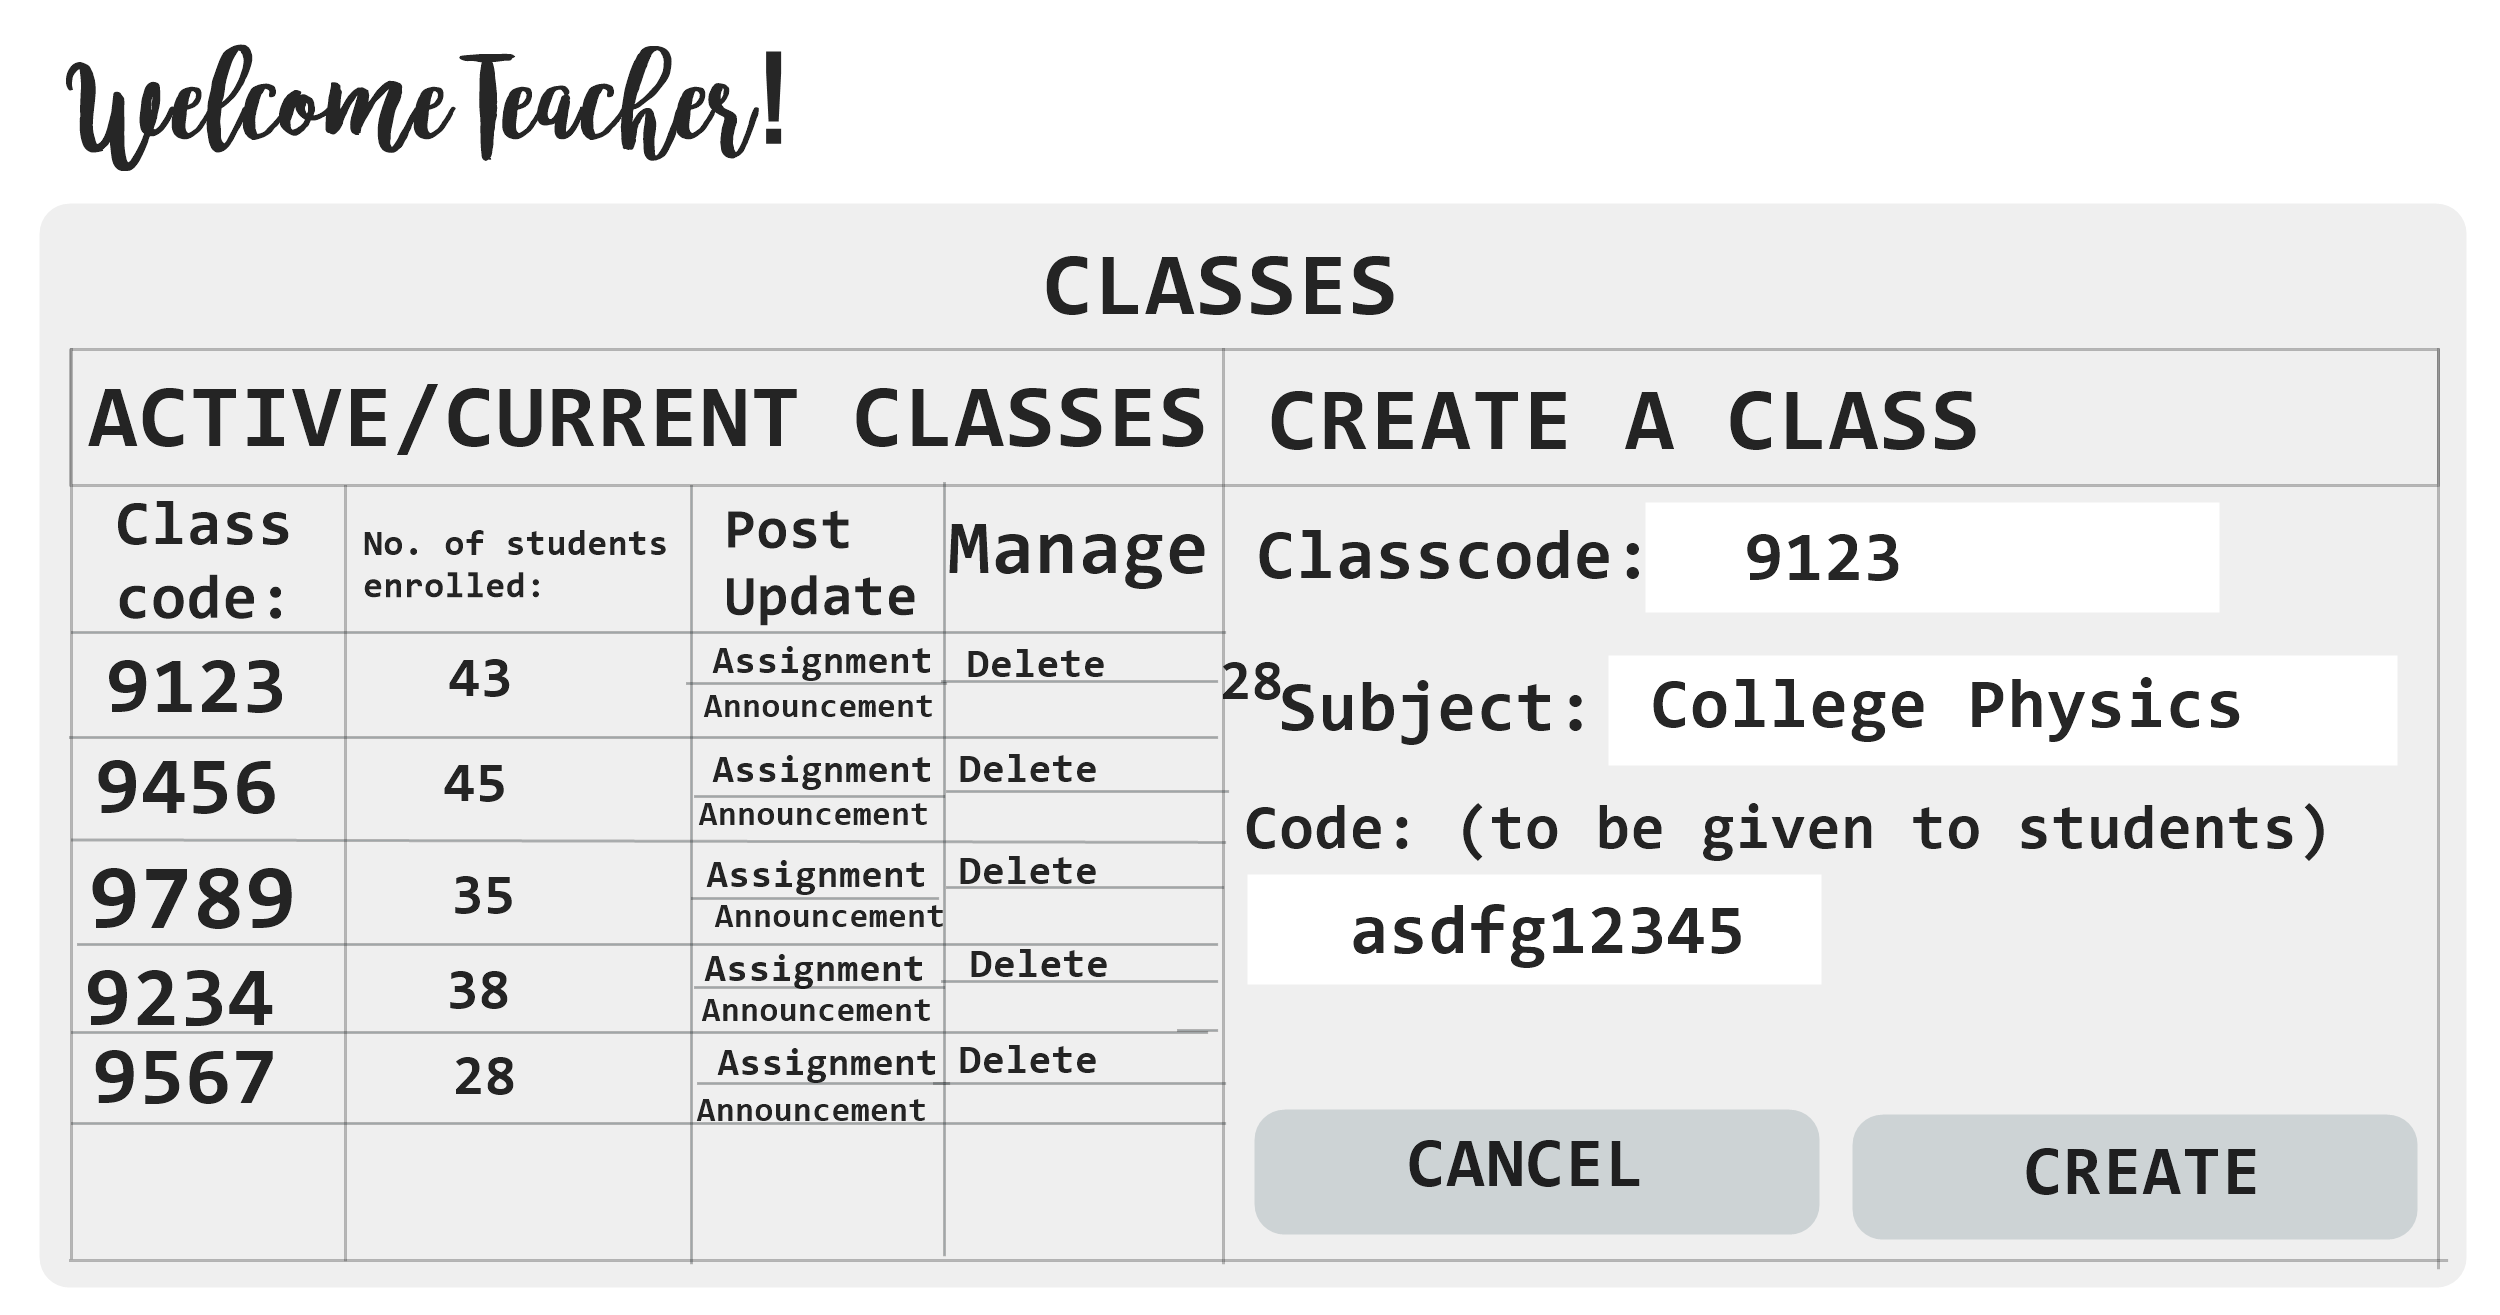 Welcome Teacher!
CLASSES
ACTIVE/CURRENT CLASSES
CREATE A CLASS
Class
code:
No. of students
enrolled:
Post
Update
Manage
9123
43
Assignment
Delete
Announcement
9456
45
Assignment
Delete
Announcement
9789
35
Assignment
Delete
Announcement
9234
38
Assignment
Delete
Announcement
9567
28
Assignment
Delete
Announcement
Classcode: 9123
28
Subject: College Physics
Code: (to be given to students)
asdfg12345
CANCEL
CREATE